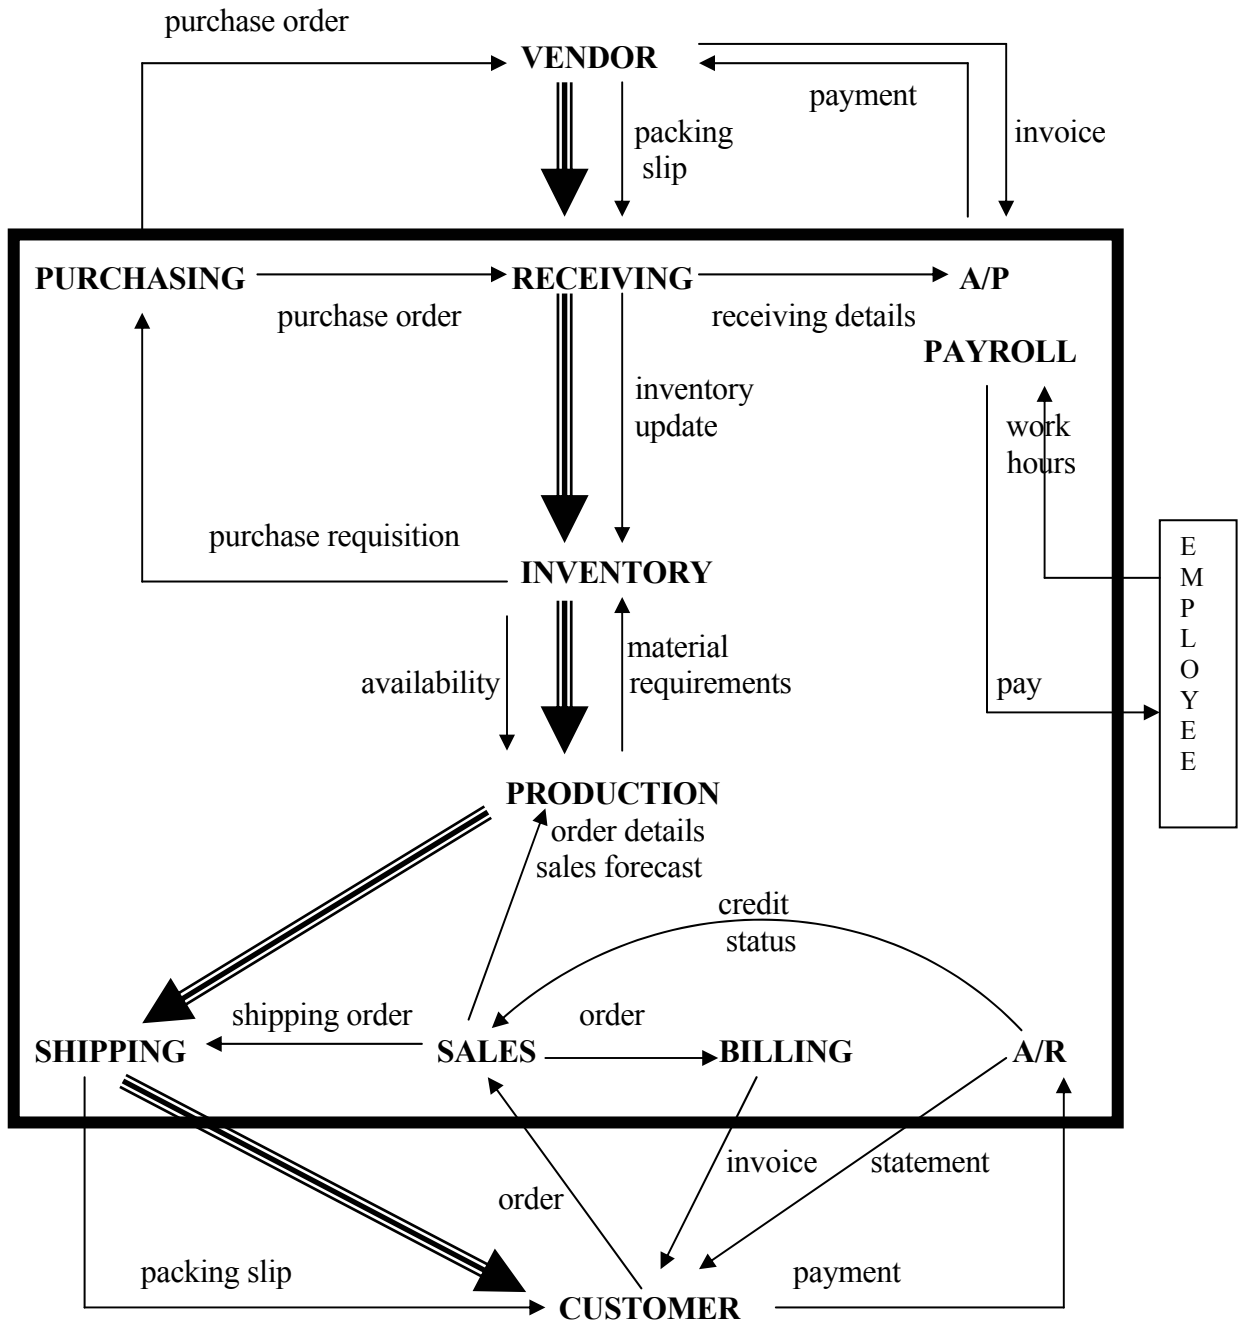 purchase order
VENDOR
payment
packing
slip
invoice
PURCHASING
RECEIVING
A/P
purchase order
receiving details
PAYROLL
inventory
update
work
hours
purchase requisition
INVENTORY
E
M
P
L
O
Y
E
E
material
requirements
availability
pay
PRODUCTION
order details
sales forecast
credit
status
shipping order
order
SHIPPING
SALES
BILLING
A/R
invoice
statement
order
packing slip
payment
CUSTOMER